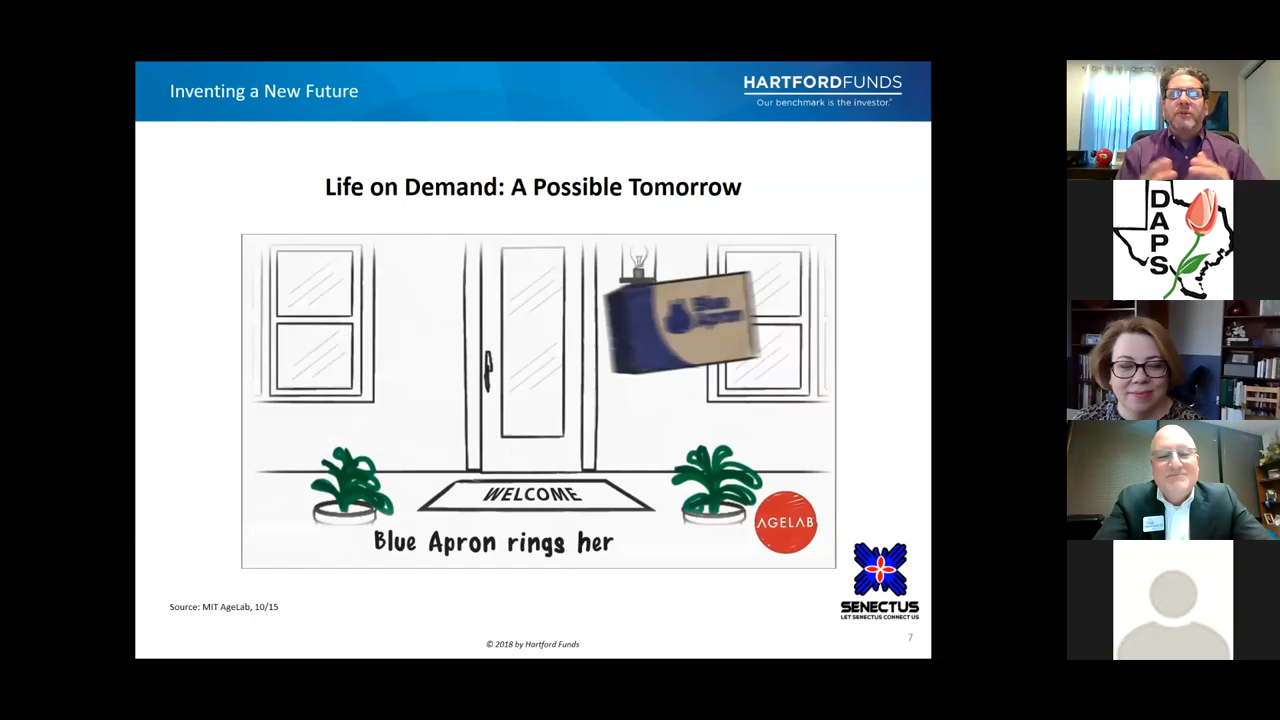 Inventing a New Future
HARTFORDFUNDS
Our benchmark is the investor.®
Life on Demand: A Possible Tomorrow
WELCOME
AGELAB
Blue Apron rings her
Source: MIT AgeLab, 10/15
SENECTUS
LET SENECTUS CONNECT US
© 2018 by Hartford Funds
7
D
A
P
S